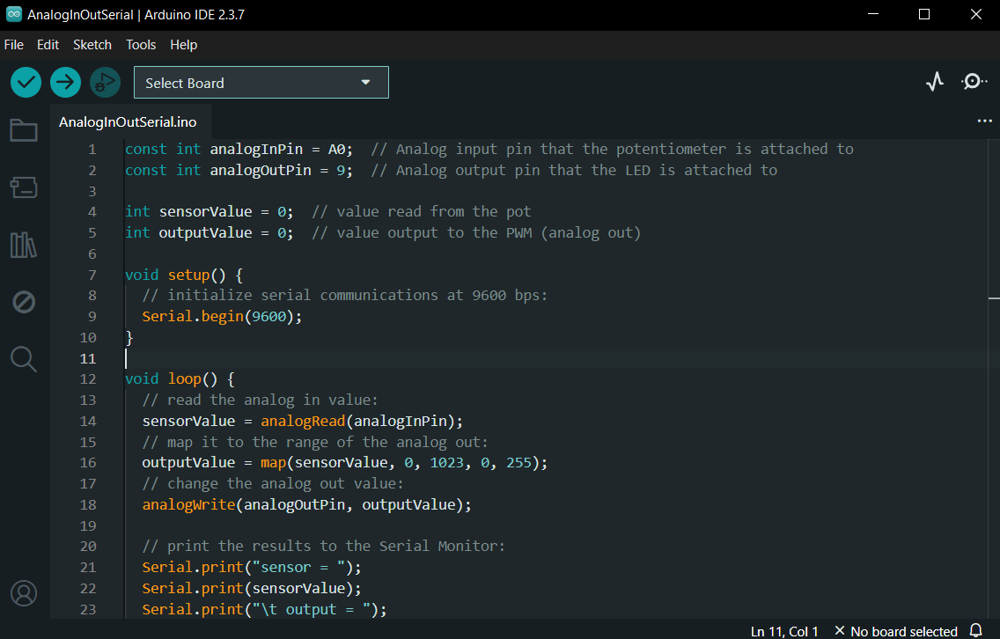 AnalogInOutSerial | Arduino IDE 2.3.7
File Edit Sketch Tools Help
Select Board
AnalogInOutSerial.ino
1 const int analogInPin = A0;  // Analog input pin that the potentiometer is attached to
2 const int analogOutPin = 9;  // Analog output pin that the LED is attached to
3
4 int sensorValue = 0;  // value read from the pot
5 int outputValue = 0;  // value output to the PWM (analog out)
6
7 void setup() {
8   // initialize serial communications at 9600 bps:
9   Serial.begin(9600);
10 }
11
12 void loop() {
13   // read the analog in value:
14   sensorValue = analogRead(analogInPin);
15   // map it to the range of the analog out:
16   outputValue = map(sensorValue, 0, 1023, 0, 255);
17   // change the analog out value:
18   analogWrite(analogOutPin, outputValue);
19
20   // print the results to the Serial Monitor:
21   Serial.print("sensor = ");
22   Serial.print(sensorValue);
23   Serial.print("\t output = ");
Ln 11, Col 1 × No board selected